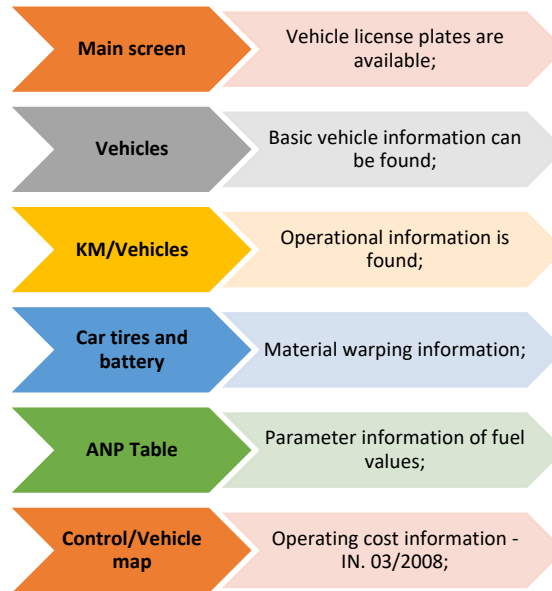 Main screen
Vehicle license plates are
available;
Vehicles
Basic vehicle information can
be found;
KM/Vehicles
Operational information is
found;
Car tires and
battery
Material warping information;
ANP Table
Parameter information of fuel
values;
Control/Vehicle
map
Operating cost information -
IN. 03/2008;